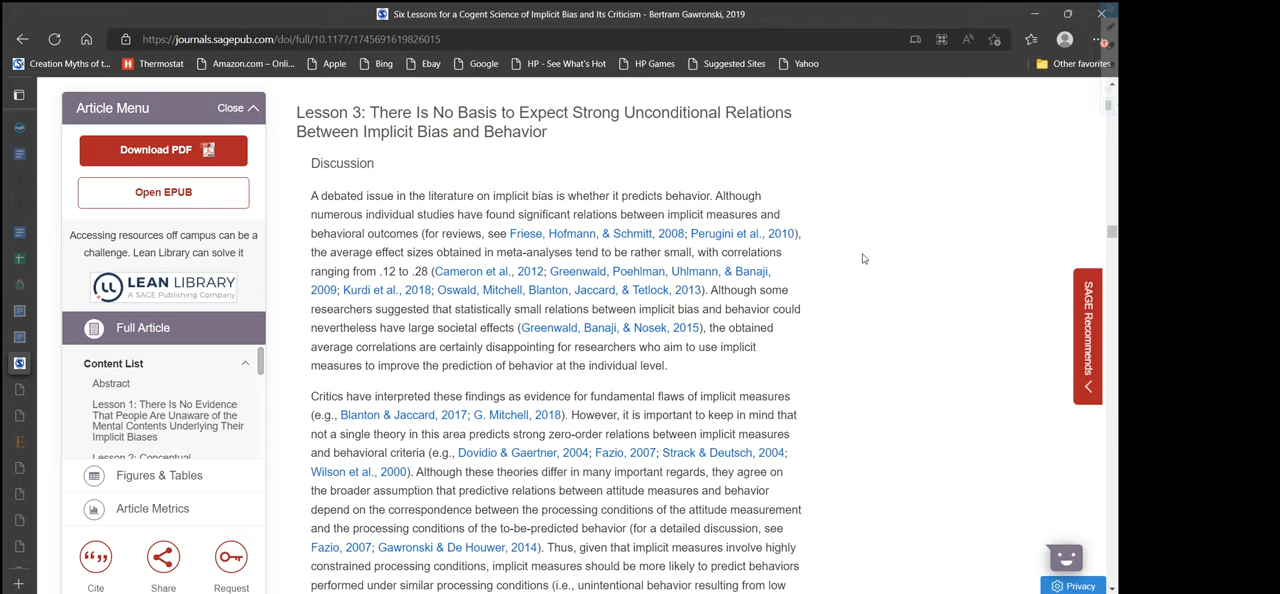 Six Lessons for a Cogent Science of Implicit Bias and Its Criticism - Bertram Gawronski, 2019
https://journals.sagepub.com/doi/full/10.1177/1745691619826015
Creation Myths of t... Thermostat Amazon.com – Onli... Apple Bing Ebay Google HP - See What's Hot HP Games Suggested Sites Yahoo Other favorites
Article Menu Close
Download PDF
Open EPUB
Accessing resources off campus can be a
challenge. Lean Library can solve it
LEAN LIBRARY
A SAGE Publishing Company
Full Article
Content List
Abstract
Lesson 1: There Is No Evidence
That People Are Unaware of the
Mental Contents Underlying Their
Implicit Biases
Lesson 2: Conceptual
Figures & Tables
Article Metrics
Cite Share Request
Lesson 3: There Is No Basis to Expect Strong Unconditional Relations
Between Implicit Bias and Behavior
Discussion
A debated issue in the literature on implicit bias is whether it predicts behavior. Although
numerous individual studies have found significant relations between implicit measures and
behavioral outcomes (for reviews, see Friese, Hofmann, & Schmitt, 2008; Perugini et al., 2010),
the average effect sizes obtained in meta-analyses tend to be rather small, with correlations
ranging from .12 to .28 (Cameron et al., 2012; Greenwald, Poehlman, Uhlmann, & Banaji,
2009; Kurdi et al., 2018; Oswald, Mitchell, Blanton, Jaccard, & Tetlock, 2013). Although some
researchers suggested that statistically small relations between implicit bias and behavior could
nevertheless have large societal effects (Greenwald, Banaji, & Nosek, 2015), the obtained
average correlations are certainly disappointing for researchers who aim to use implicit
measures to improve the prediction of behavior at the individual level.
Critics have interpreted these findings as evidence for fundamental flaws of implicit measures
(e.g., Blanton & Jaccard, 2017; G. Mitchell, 2018). However, it is important to keep in mind that
not a single theory in this area predicts strong zero-order relations between implicit measures
and behavioral criteria (e.g., Dovidio & Gaertner, 2004; Fazio, 2007; Strack & Deutsch, 2004;
Wilson et al., 2000). Although these theories differ in many important regards, they agree on
the broader assumption that predictive relations between attitude measures and behavior
depend on the correspondence between the processing conditions of the attitude measurement
and the processing conditions of the to-be-predicted behavior (for a detailed discussion, see
Fazio, 2007; Gawronski & De Houwer, 2014). Thus, given that implicit measures involve highly
constrained processing conditions, implicit measures should be more likely to predict behaviors
performed under similar processing conditions (i.e., unintentional behavior resulting from low
SAGE Recommends
Privacy